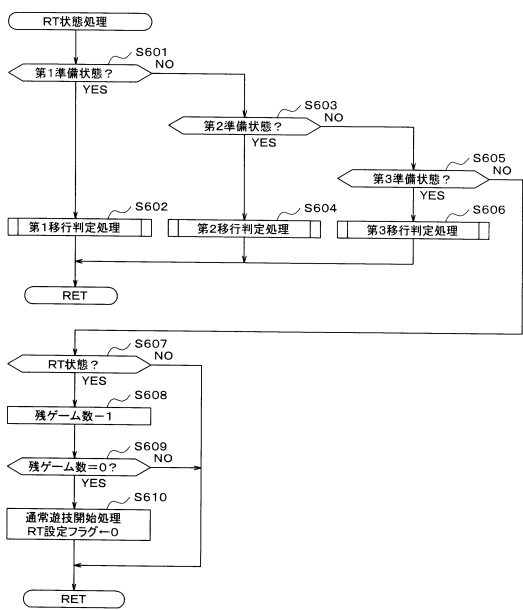 RT状態処理
S601
第1準備状態?
NO
YES
S603
第2準備状態?
NO
YES
S605
第3準備状態?
NO
YES
S602
第1移行判定処理
S604
第2移行判定処理
S606
第3移行判定処理
RET
S607
RT状態?
NO
YES
S608
残ゲーム数−1
S609
残ゲーム数=0?
NO
YES
S610
通常遊技開始処理
RT設定フラグ←0
RET